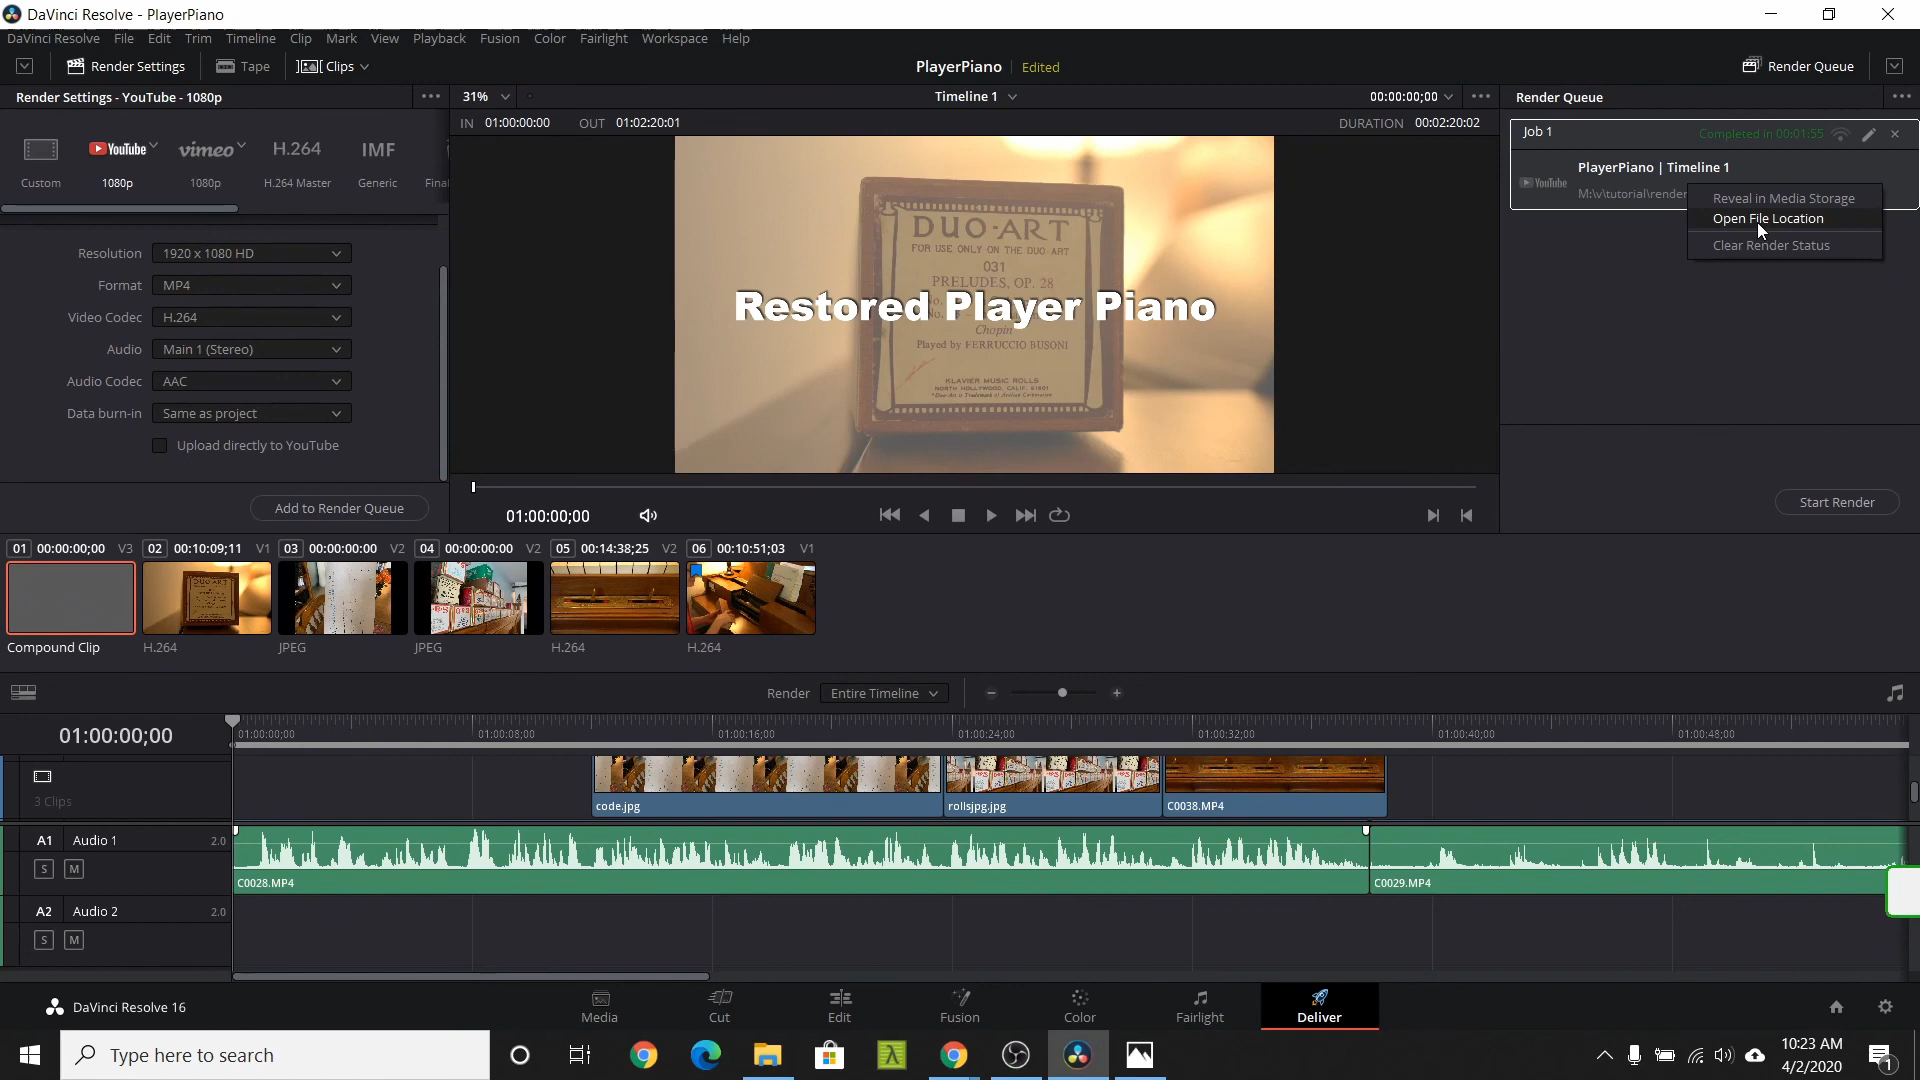 DaVinci Resolve - PlayerPiano
DaVinci Resolve File Edit Trim Timeline Clip Mark View Playback Fusion Color Fairlight Workspace Help
Render Settings Tape Clips PlayerPiano Edited Render Queue
Render Settings - YouTube - 1080p 31% Timeline 1 00:00:00;00 Render Queue
IN 01:00:00:00 OUT 01:02:20:01 DURATION 00:02:20:02
Job 1 Completed in 00:01:55
YouTube vimeo H.264 IMF
Custom 1080p 1080p H.264 Master Generic Final
PlayerPiano | Timeline 1
YouTube M:\v\tutorial\render
Reveal in Media Storage
Open File Location
Clear Render Status
Resolution 1920 x 1080 HD
Format MP4
Video Codec H.264
Audio Main 1 (Stereo)
Audio Codec AAC
Data burn-in Same as project
Upload directly to YouTube
Add to Render Queue
DUO-ART
FOR USE ONLY ON THE DUO ART
031
PRELUDES, OP. 28
Restored Player Piano
Chopin
Played by FERRUCCIO BUSONI
KLAVIER MUSIC ROLLS
NORTH HOLLYWOOD, CALIF. 91601
01:00:00;00
Start Render
01 00:00:00;00 V3 02 00:10:09;11 V1 03 00:00:00:00 V2 04 00:00:00:00 V2 05 00:14:38;25 V2 06 00:10:51;03 V1
DUO-ART
Compound Clip H.264 JPEG JPEG H.264 H.264
Render Entire Timeline
01:00:00;00
01:00:00;00 01:00:08;00 01:00:16;00 01:00:24;00 01:00:32;00 01:00:40;00 01:00:48;00
3 Clips
code.jpg rollsjpg.jpg C0038.MP4
A1 Audio 1 2.0
S M
C0028.MP4 C0029.MP4
A2 Audio 2 2.0
S M
DaVinci Resolve 16 Media Cut Edit Fusion Color Fairlight Deliver
Type here to search
10:23 AM
4/2/2020
1